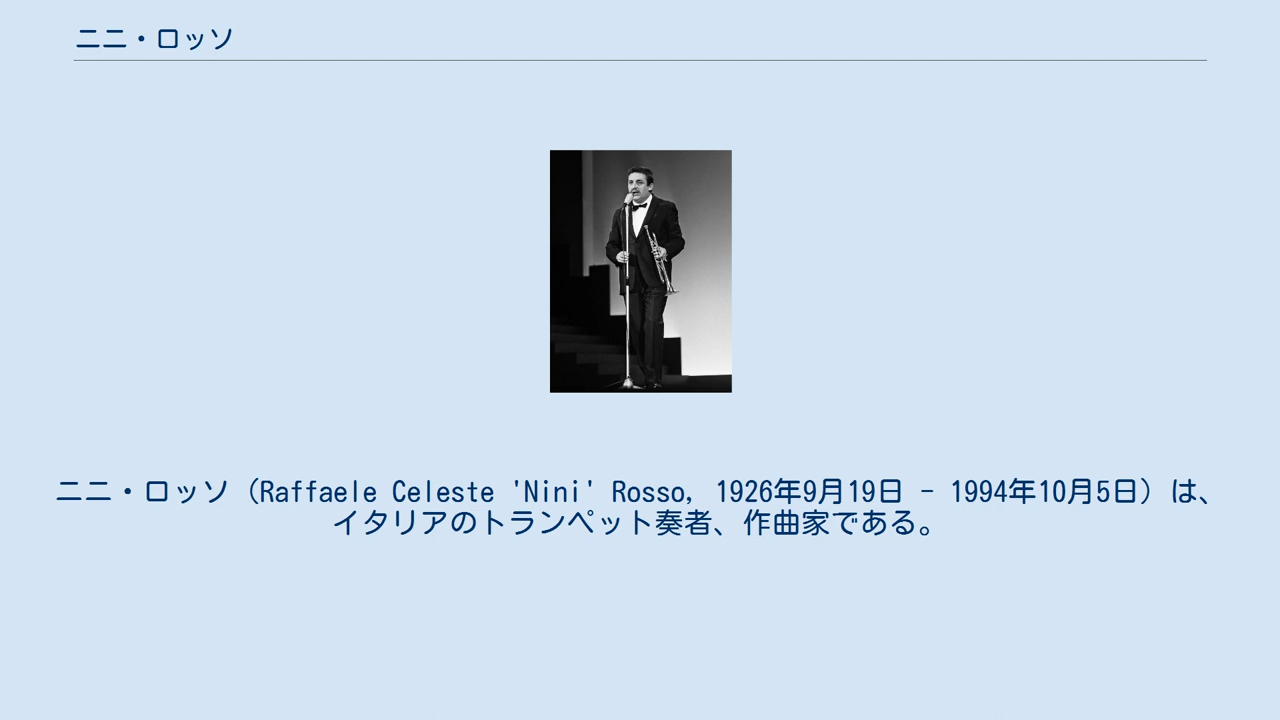 ニニ・ロッソ
ニニ・ロッソ（Raffaele Celeste 'Nini' Rosso, 1926年9月19日 - 1994年10月5日）は、
イタリアのトランペット奏者、作曲家である。